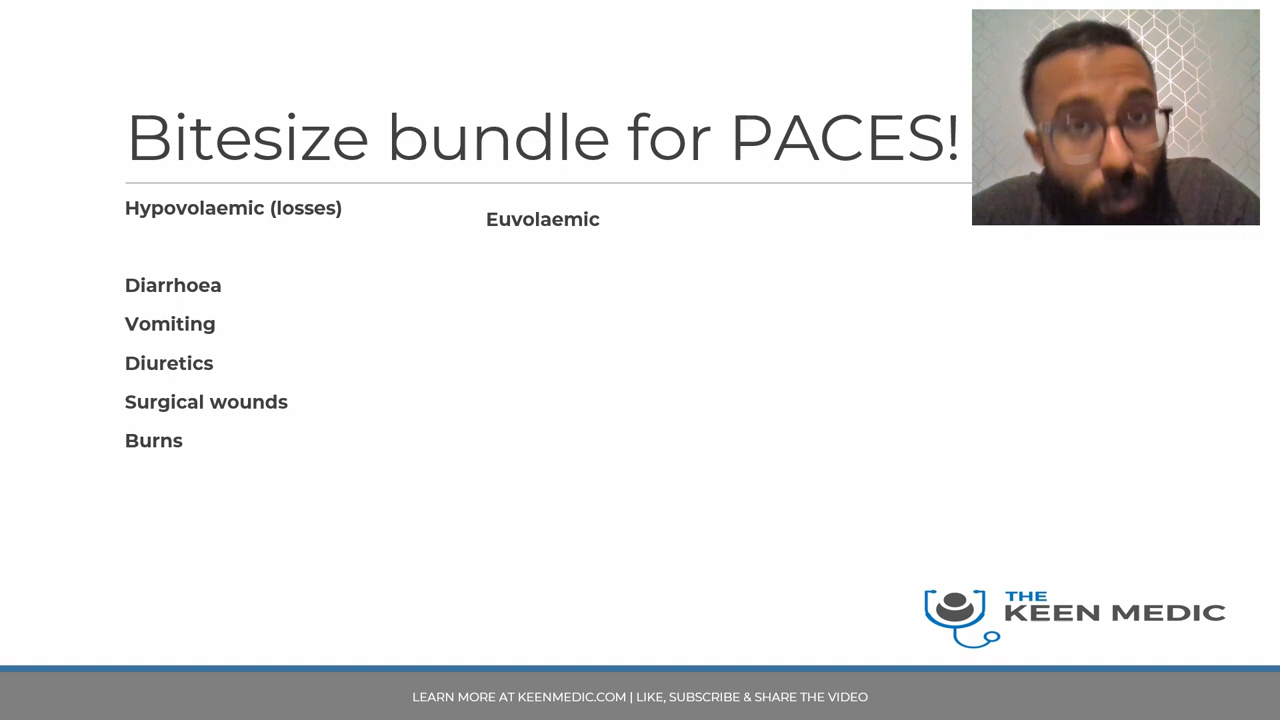 Bitesize bundle for PACES!
Hypovolaemic (losses)
Euvolaemic
Diarrhoea
Vomiting
Diuretics
Surgical wounds
Burns
THE
KEEN MEDIC
LEARN MORE AT KEENMEDIC.COM | LIKE, SUBSCRIBE & SHARE THE VIDEO